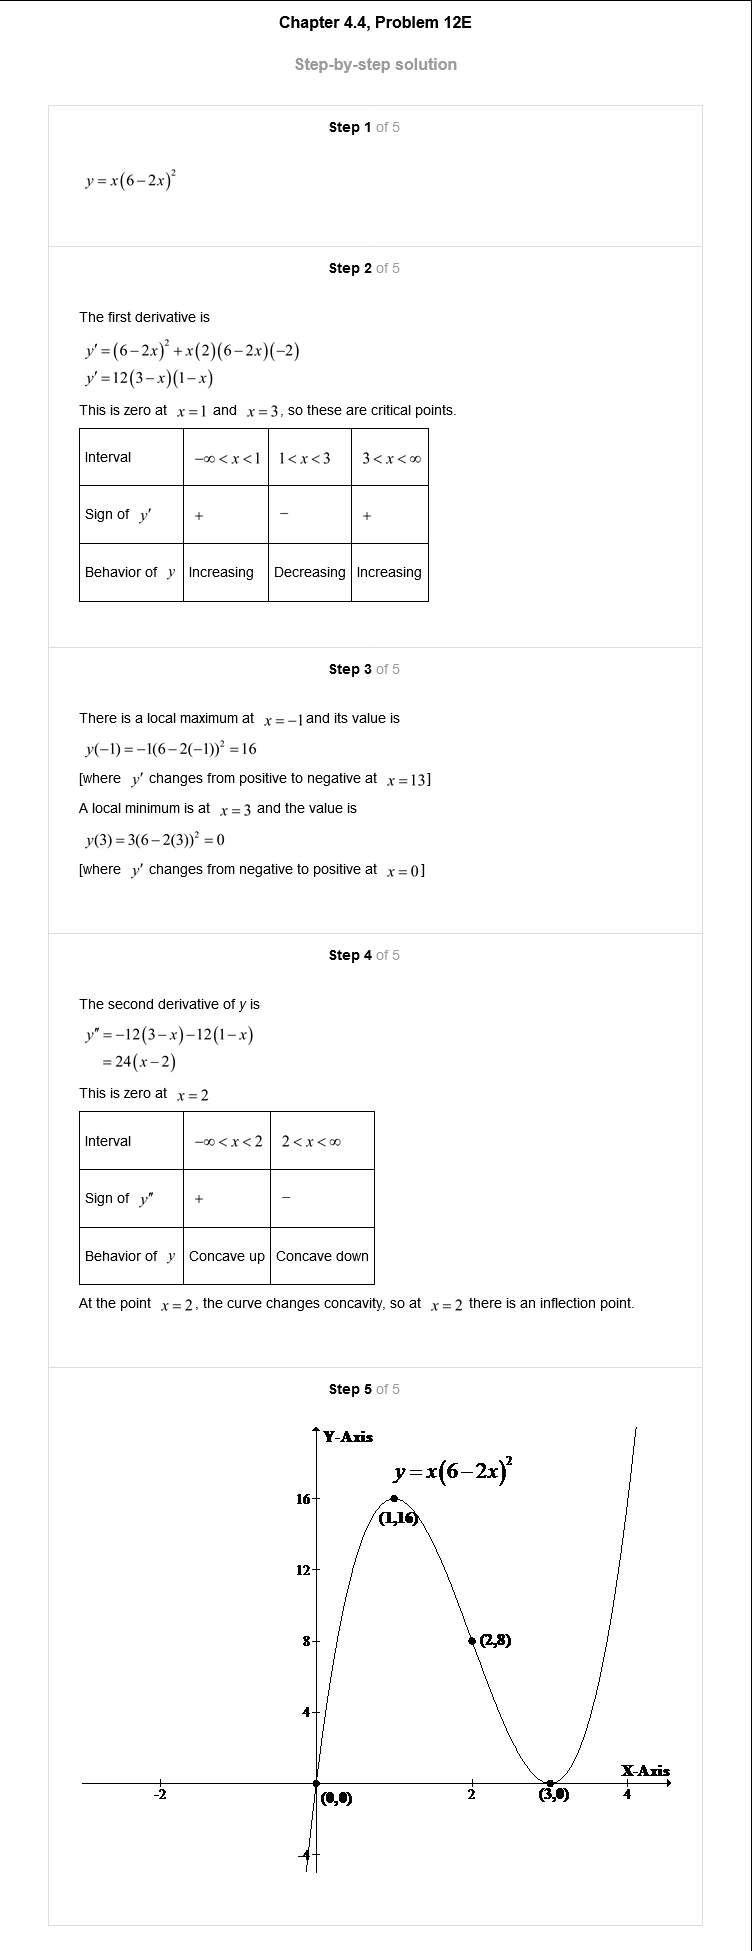 Chapter 4.4, Problem 12E
Step-by-step solution
Step 1 of 5
y = x(6−2x)²
Step 2 of 5
The first derivative is
y′ = (6−2x)² + x(2)(6−2x)(−2)
y′ = 12(3−x)(1−x)
This is zero at x = 1 and x = 3, so these are critical points.
Interval −∞ < x < 1 1 < x < 3 3 < x < ∞
Sign of y′ + − +
Behavior of y Increasing Decreasing Increasing
Step 3 of 5
There is a local maximum at x = −1 and its value is
y(−1) = −1(6−2(−1))² = 16
[where y′ changes from positive to negative at x = 13]
A local minimum is at x = 3 and the value is
y(3) = 3(6−2(3))² = 0
[where y′ changes from negative to positive at x = 0]
Step 4 of 5
The second derivative of y is
y″ = −12(3−x)−12(1−x)
= 24(x−2)
This is zero at x = 2
Interval −∞ < x < 2 2 < x < ∞
Sign of y″ + −
Behavior of y Concave up Concave down
At the point x = 2, the curve changes concavity, so at x = 2 there is an inflection point.
Step 5 of 5
Y-Axis
y = x(6−2x)²
16
(1,16)
12
8 (2,8)
4
X-Axis
-2 (0,0) 2 (3,0) 4
-4